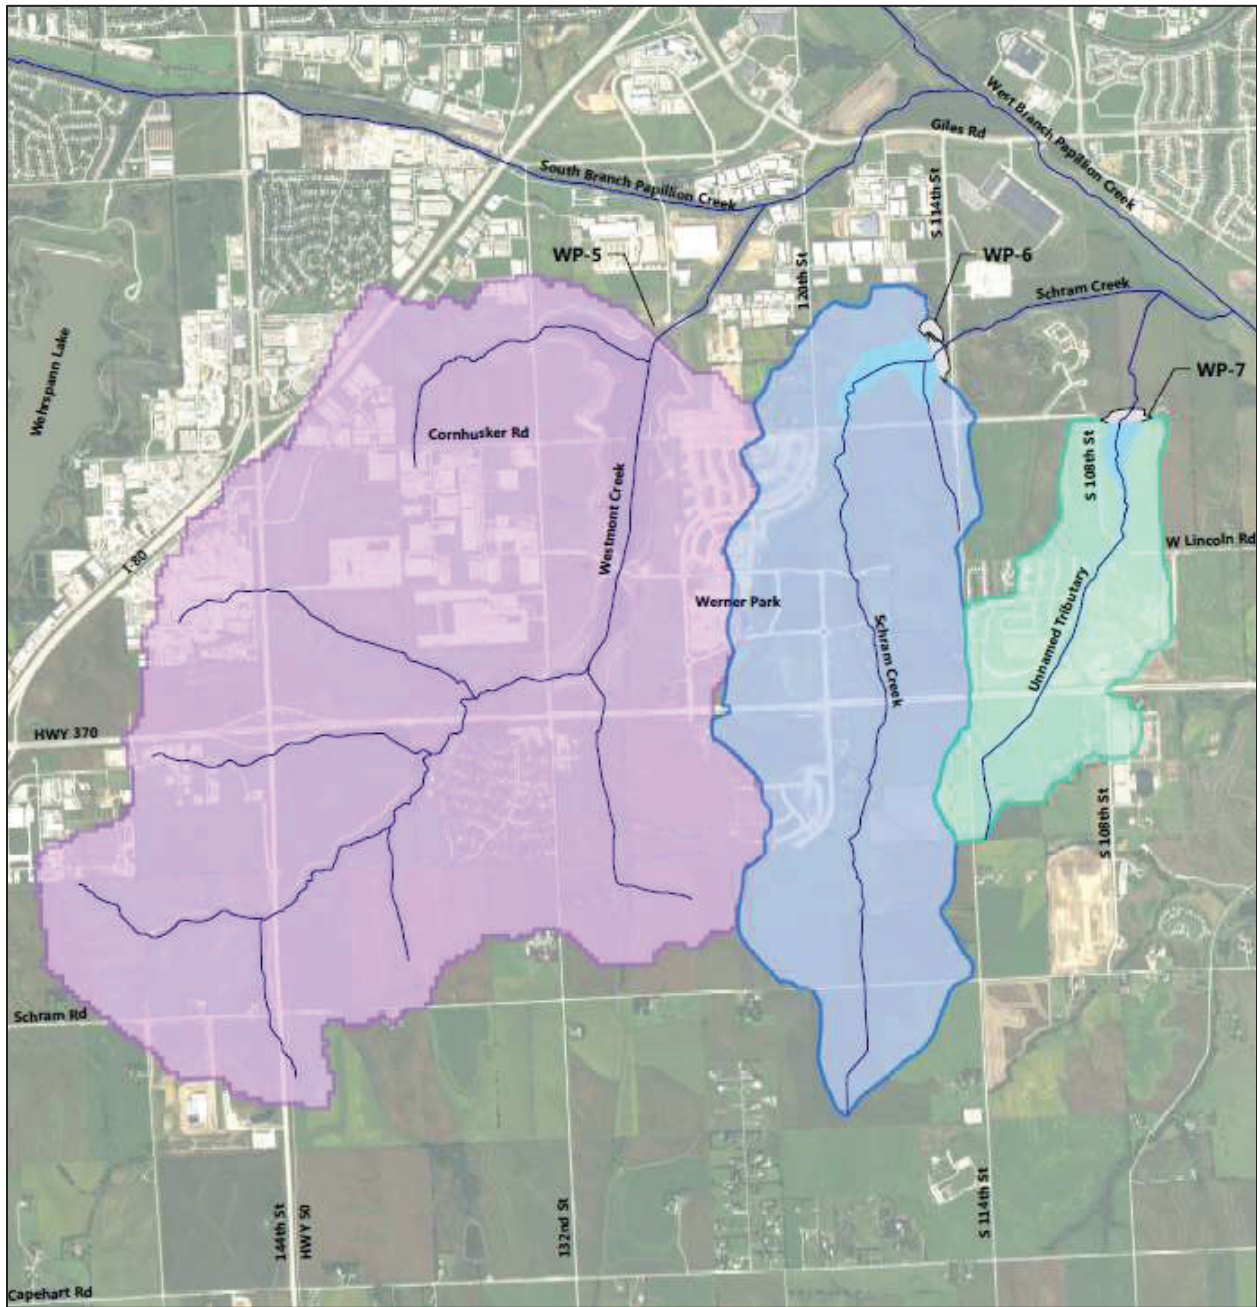 West Branch Papillion Creek
Giles Rd
South Branch Papillion Creek
S 114th St
WP-5
WP-6
120th St
Schram Creek
Wehrspann Lake
WP-7
Cornhusker Rd
S 108th St
Westmont Creek
W Lincoln Rd
I-80
Werner Park
Unnamed Tributary
Schram Creek
HWY 370
S 108th St
Schram Rd
144th St
HWY 50
132nd St
S 114th St
Capehart Rd